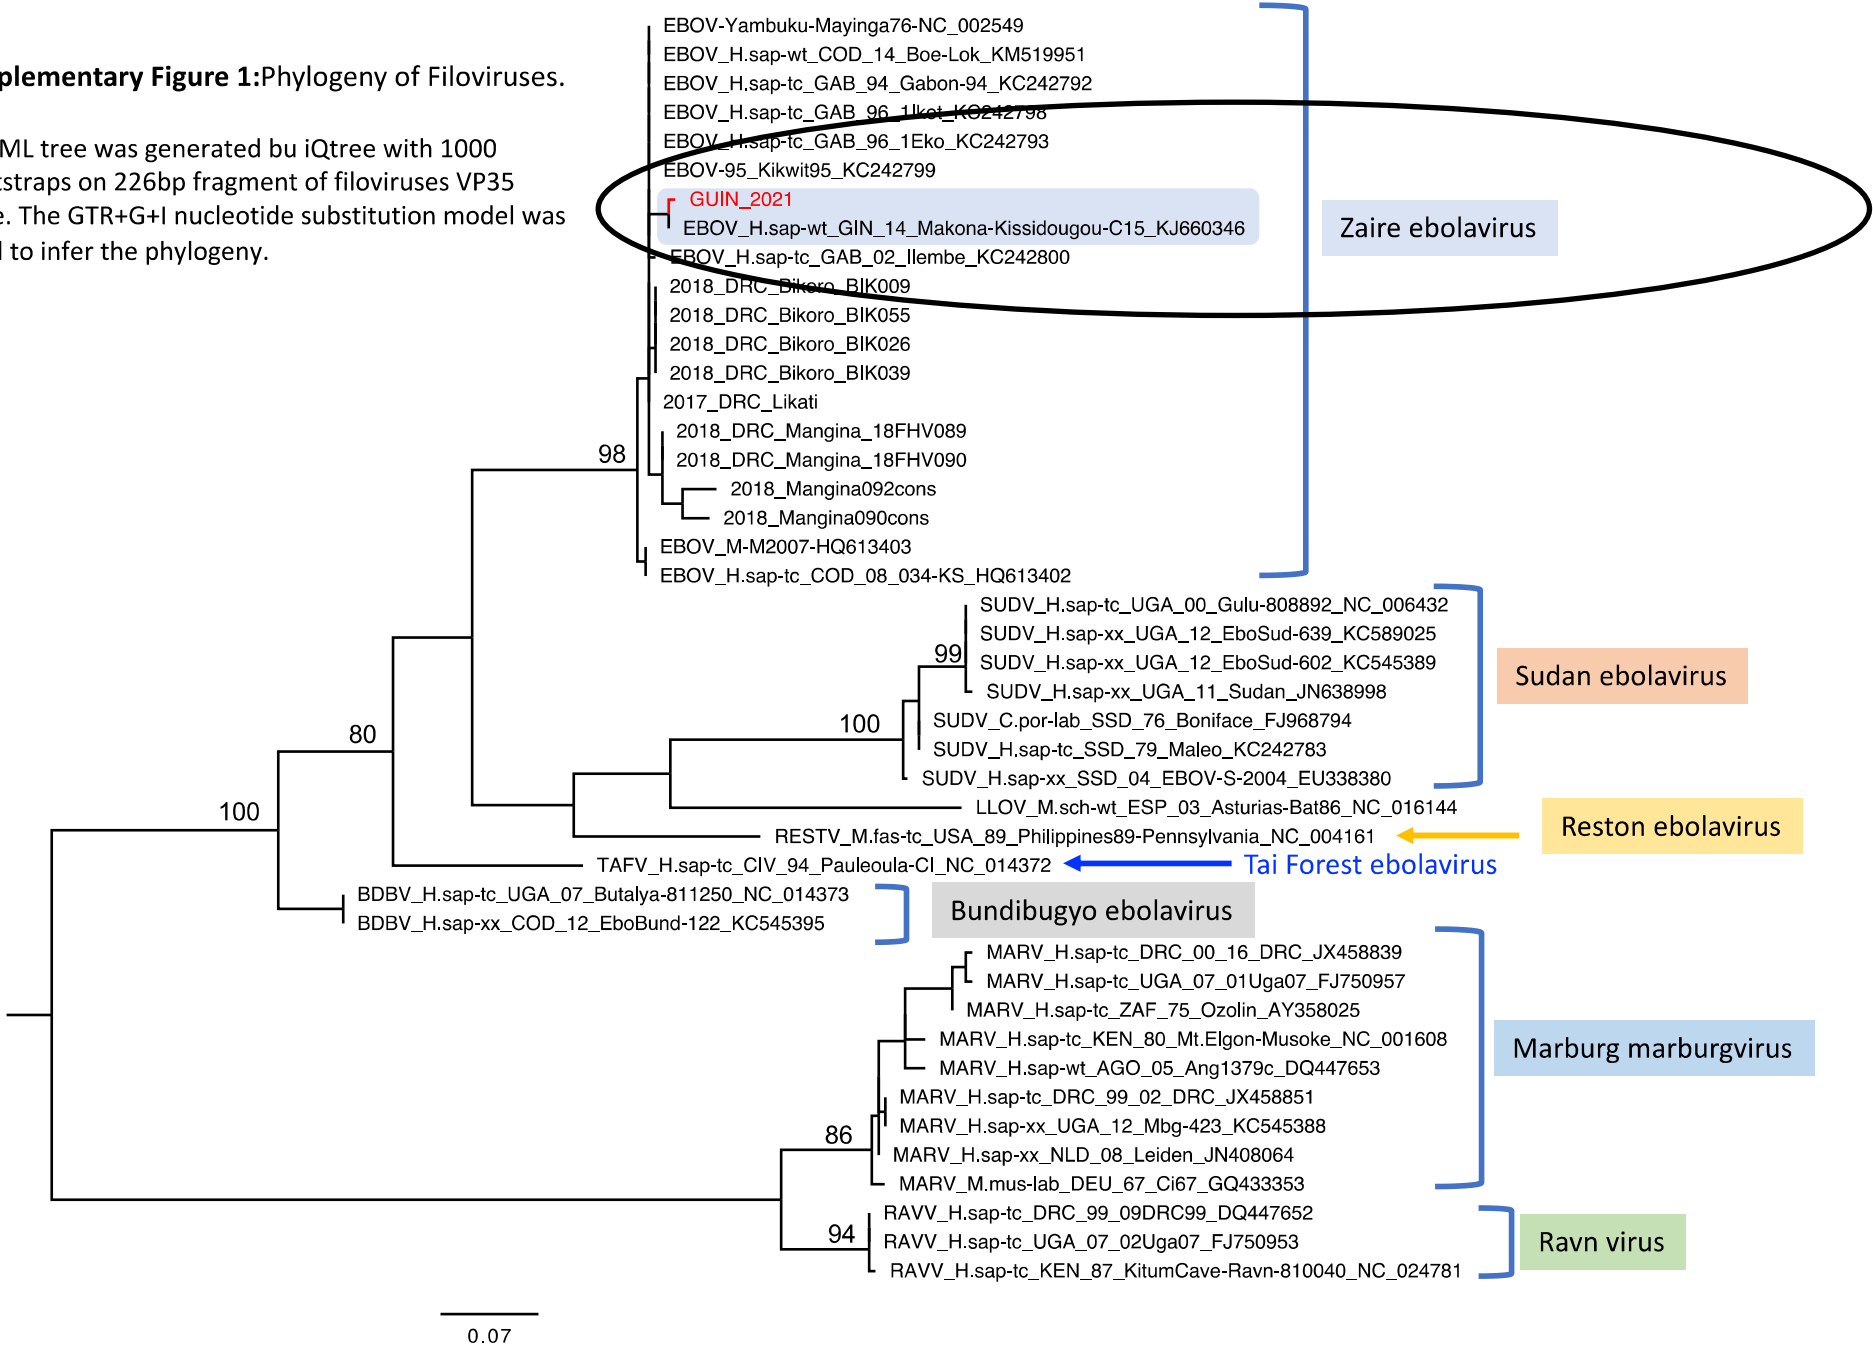 plementary Figure 1:Phylogeny of Filoviruses.
ML tree was generated bu iQtree with 1000
tstraps on 226bp fragment of filoviruses VP35
e. The GTR+G+I nucleotide substitution model was
l to infer the phylogeny.
EBOV-Yambuku-Mayinga76-NC_002549
EBOV_H.sap-wt_COD_14_Boe-Lok_KM519951
EBOV_H.sap-tc_GAB_94_Gabon-94_KC242792
EBOV_H.sap-tc_GAB_96_1Iket_KC242798
EBOV_H.sap-tc_GAB_96_1Eko_KC242793
EBOV-95_Kikwit95_KC242799
GUIN_2021
EBOV_H.sap-wt_GIN_14_Makona-Kissidougou-C15_KJ660346
Zaire ebolavirus
EBOV_H.sap-tc_GAB_02_Ilembe_KC242800
2018_DRC_Bikoro_BIK009
2018_DRC_Bikoro_BIK055
2018_DRC_Bikoro_BIK026
2018_DRC_Bikoro_BIK039
2017_DRC_Likati
2018_DRC_Mangina_18FHV089
98
2018_DRC_Mangina_18FHV090
2018_Mangina092cons
2018_Mangina090cons
EBOV_M-M2007-HQ613403
EBOV_H.sap-tc_COD_08_034-KS_HQ613402
SUDV_H.sap-tc_UGA_00_Gulu-808892_NC_006432
SUDV_H.sap-xx_UGA_12_EboSud-639_KC589025
99
SUDV_H.sap-xx_UGA_12_EboSud-602_KC545389
Sudan ebolavirus
SUDV_H.sap-xx_UGA_11_Sudan_JN638998
100
SUDV_C.por-lab_SSD_76_Boniface_FJ968794
80
SUDV_H.sap-tc_SSD_79_Maleo_KC242783
SUDV_H.sap-xx_SSD_04_EBOV-S-2004_EU338380
100
LLOV_M.sch-wt_ESP_03_Asturias-Bat86_NC_016144
RESTV_M.fas-tc_USA_89_Philippines89-Pennsylvania_NC_004161
Reston ebolavirus
TAFV_H.sap-tc_CIV_94_Pauleoula-CI_NC_014372
Tai Forest ebolavirus
BDBV_H.sap-tc_UGA_07_Butalya-811250_NC_014373
Bundibugyo ebolavirus
BDBV_H.sap-xx_COD_12_EboBund-122_KC545395
MARV_H.sap-tc_DRC_00_16_DRC_JX458839
MARV_H.sap-tc_UGA_07_01Uga07_FJ750957
MARV_H.sap-tc_ZAF_75_Ozolin_AY358025
MARV_H.sap-tc_KEN_80_Mt.Elgon-Musoke_NC_001608
Marburg marburgvirus
MARV_H.sap-wt_AGO_05_Ang1379c_DQ447653
MARV_H.sap-tc_DRC_99_02_DRC_JX458851
MARV_H.sap-xx_UGA_12_Mbg-423_KC545388
86
MARV_H.sap-xx_NLD_08_Leiden_JN408064
MARV_M.mus-lab_DEU_67_Ci67_GQ433353
RAVV_H.sap-tc_DRC_99_09DRC99_DQ447652
94
RAVV_H.sap-tc_UGA_07_02Uga07_FJ750953
Ravn virus
RAVV_H.sap-tc_KEN_87_KitumCave-Ravn-810040_NC_024781
0.07